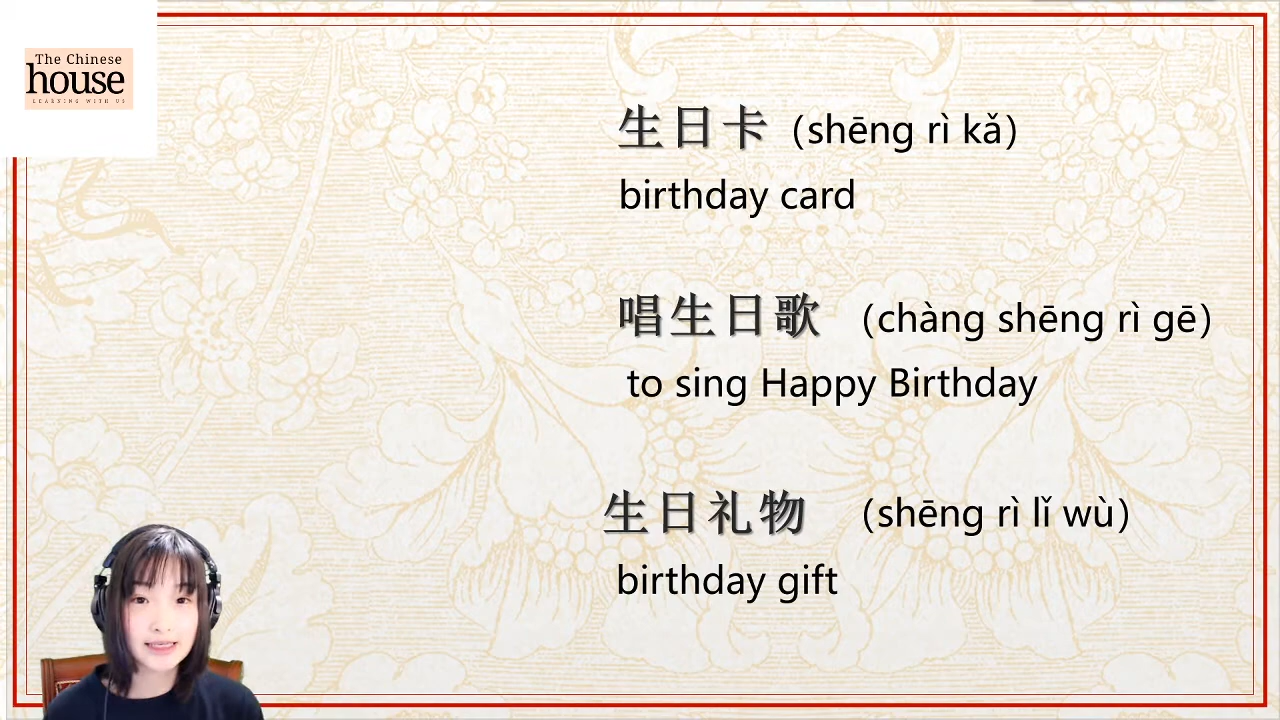 The Chinese
house
LEARNING WITH US
生日卡（shēng rì kǎ）
birthday card
唱生日歌 （chàng shēng rì gē）
to sing Happy Birthday
生日礼物 （shēng rì lǐ wù）
birthday gift